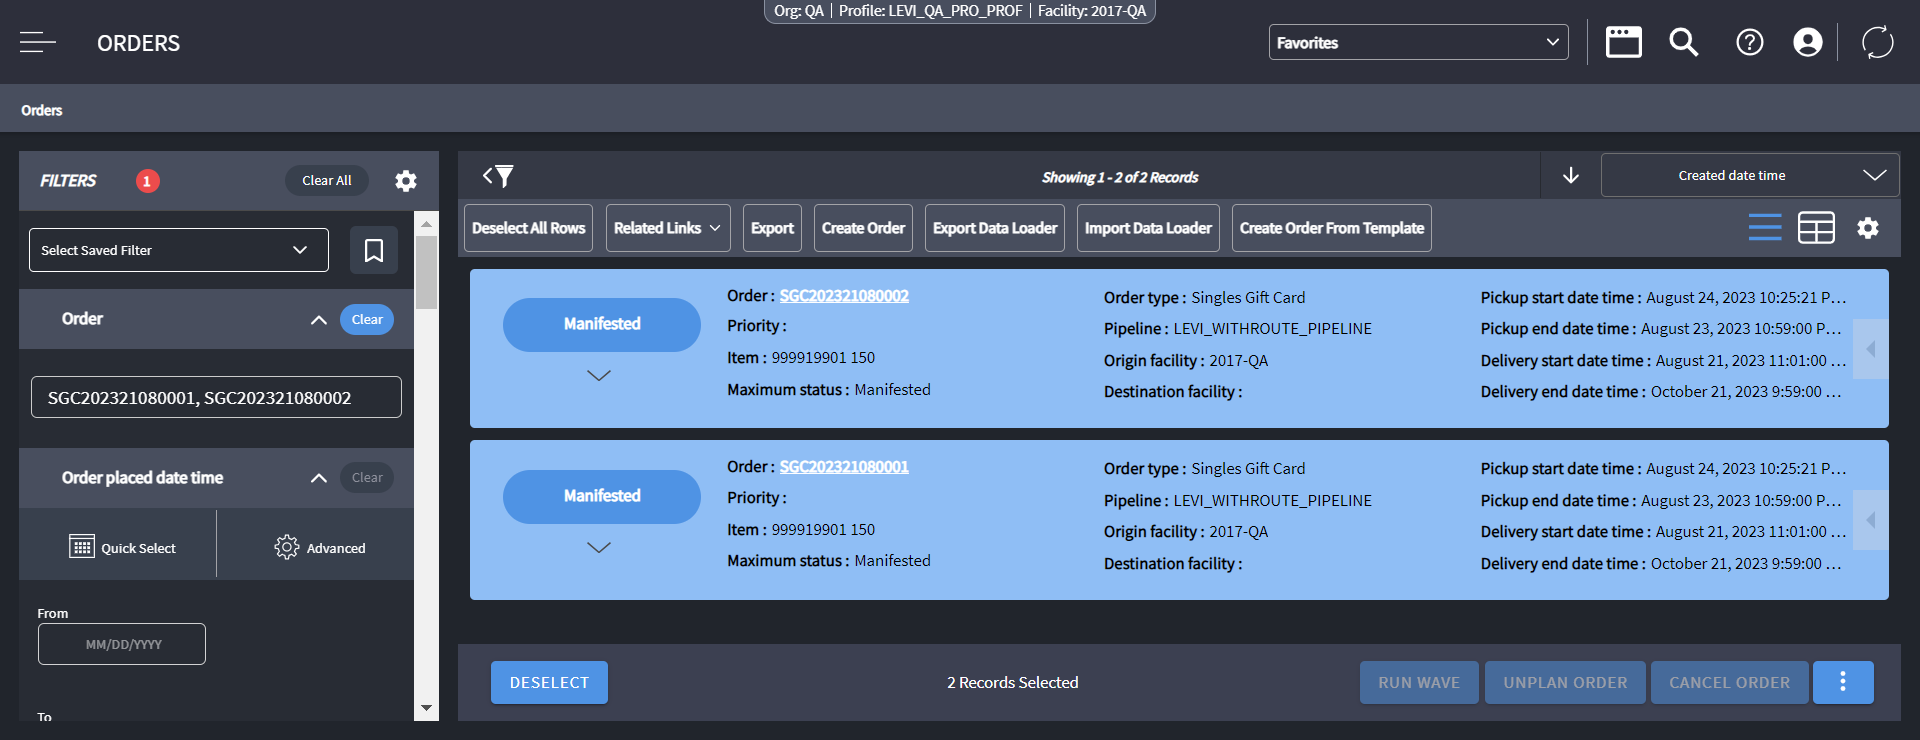 Org: QA | Profile: LEVI_QA_PRO_PROF | Facility: 2017-QA
ORDERS
Favorites
Orders
FILTERS
1
Clear All
Select Saved Filter
Order
Clear
SGC202321080001, SGC202321080002
Order placed date time
Clear
Quick Select
Advanced
From
MM/DD/YYYY
To
Showing 1 - 2 of 2 Records
Created date time
Deselect All Rows
Related Links
Export
Create Order
Export Data Loader
Import Data Loader
Create Order From Template
Manifested
Order : SGC202321080002
Priority :
Item : 999919901 150
Maximum status : Manifested
Order type : Singles Gift Card
Pipeline : LEVI_WITHROUTE_PIPELINE
Origin facility : 2017-QA
Destination facility :
Pickup start date time : August 24, 2023 10:25:21 P...
Pickup end date time : August 23, 2023 10:59:00 P...
Delivery start date time : August 21, 2023 11:01:00 ...
Delivery end date time : October 21, 2023 9:59:00 ...
Manifested
Order : SGC202321080001
Priority :
Item : 999919901 150
Maximum status : Manifested
Order type : Singles Gift Card
Pipeline : LEVI_WITHROUTE_PIPELINE
Origin facility : 2017-QA
Destination facility :
Pickup start date time : August 24, 2023 10:25:21 P...
Pickup end date time : August 23, 2023 10:59:00 P...
Delivery start date time : August 21, 2023 11:01:00 ...
Delivery end date time : October 21, 2023 9:59:00 ...
DESELECT
2 Records Selected
RUN WAVE
UNPLAN ORDER
CANCEL ORDER